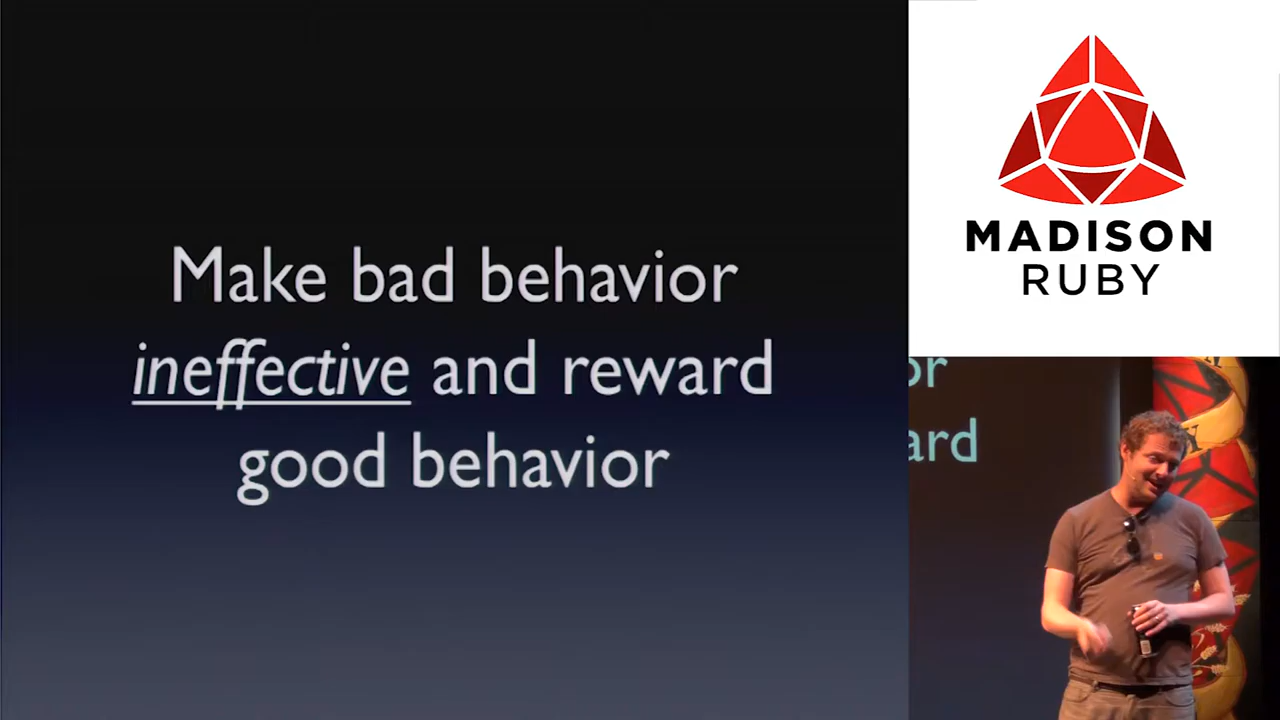 Make bad behavior
ineffective and reward
good behavior
MADISON
RUBY
or
ard